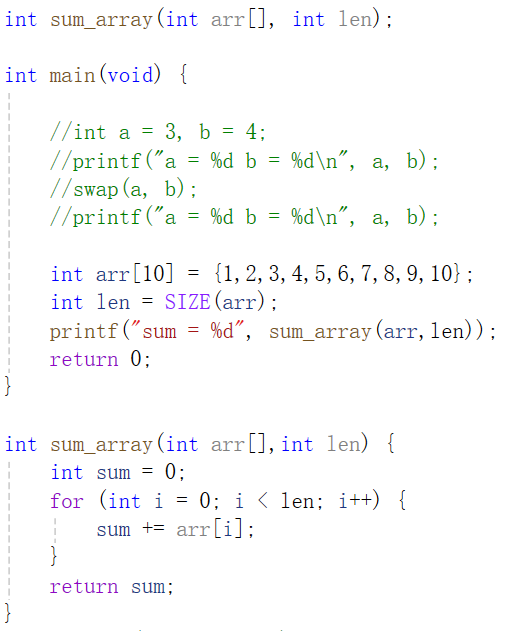 int sum_array(int arr[], int len);
int main(void) {
//int a = 3, b = 4;
//printf("a = %d b = %d\n", a, b);
//swap(a, b);
//printf("a = %d b = %d\n", a, b);
int arr[10] = {1,2,3,4,5,6,7,8,9,10};
int len = SIZE(arr);
printf("sum = %d", sum_array(arr,len));
return 0;
}
int sum_array(int arr[],int len) {
int sum = 0;
for (int i = 0; i < len; i++) {
sum += arr[i];
}
return sum;
}